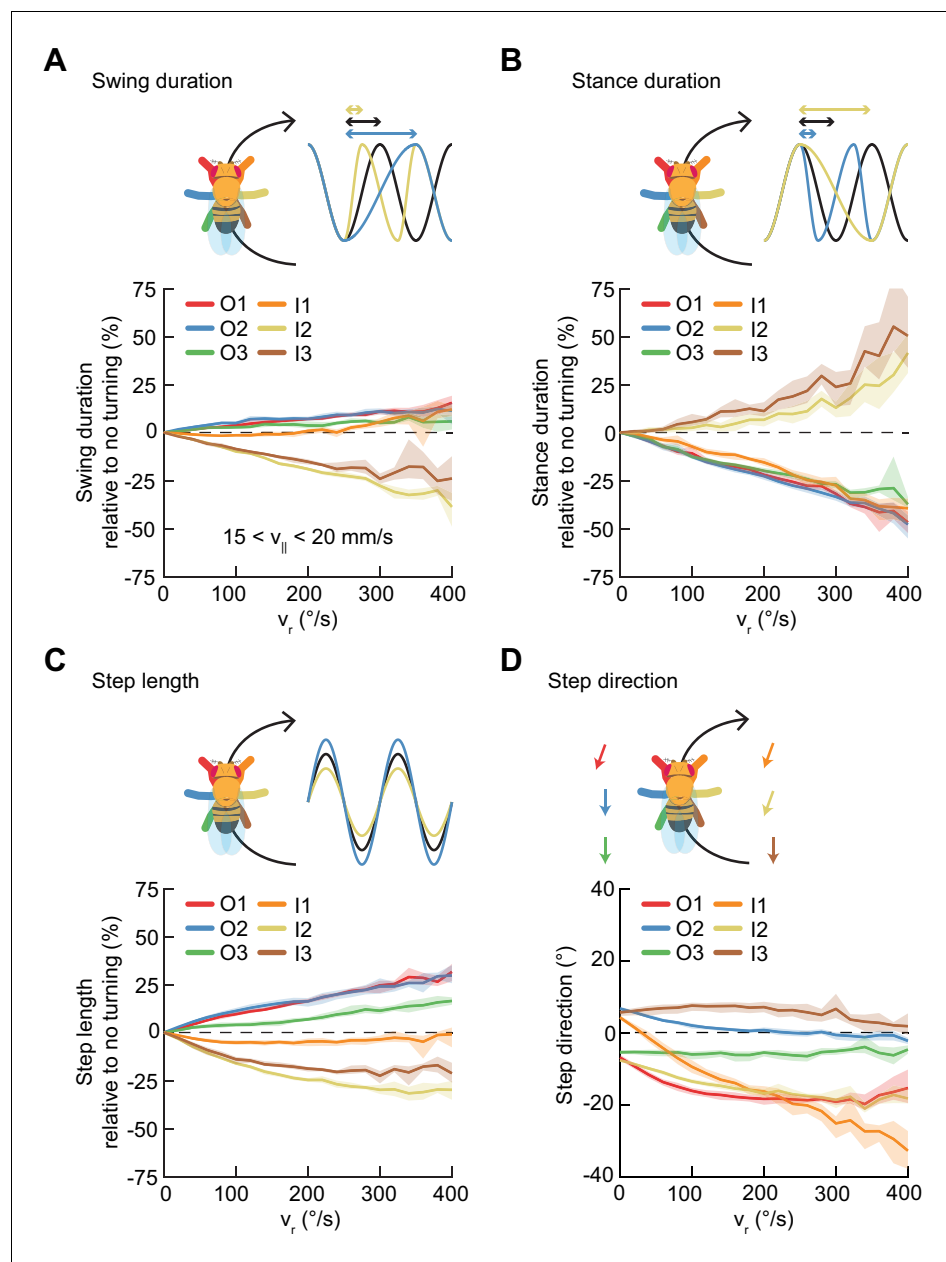 A
Swing duration
O1 I1
O2 I2
O3 I3
Swing duration
relative to no turning (%)
75
50
25
0
-25
-50
-75
15 < v|| < 20 mm/s
0 100 200 300 400
vr (°/s)
B
Stance duration
O1 I1
O2 I2
O3 I3
Stance duration
relative to no turning (%)
75
50
25
0
-25
-50
-75
0 100 200 300 400
vr (°/s)
C
Step length
O1 I1
O2 I2
O3 I3
Step length
relative to no turning (%)
75
50
25
0
-25
-50
-75
0 100 200 300 400
vr (°/s)
D
Step direction
O1 I1
O2 I2
O3 I3
Step direction (°)
40
20
0
-20
-40
0 100 200 300 400
vr (°/s)